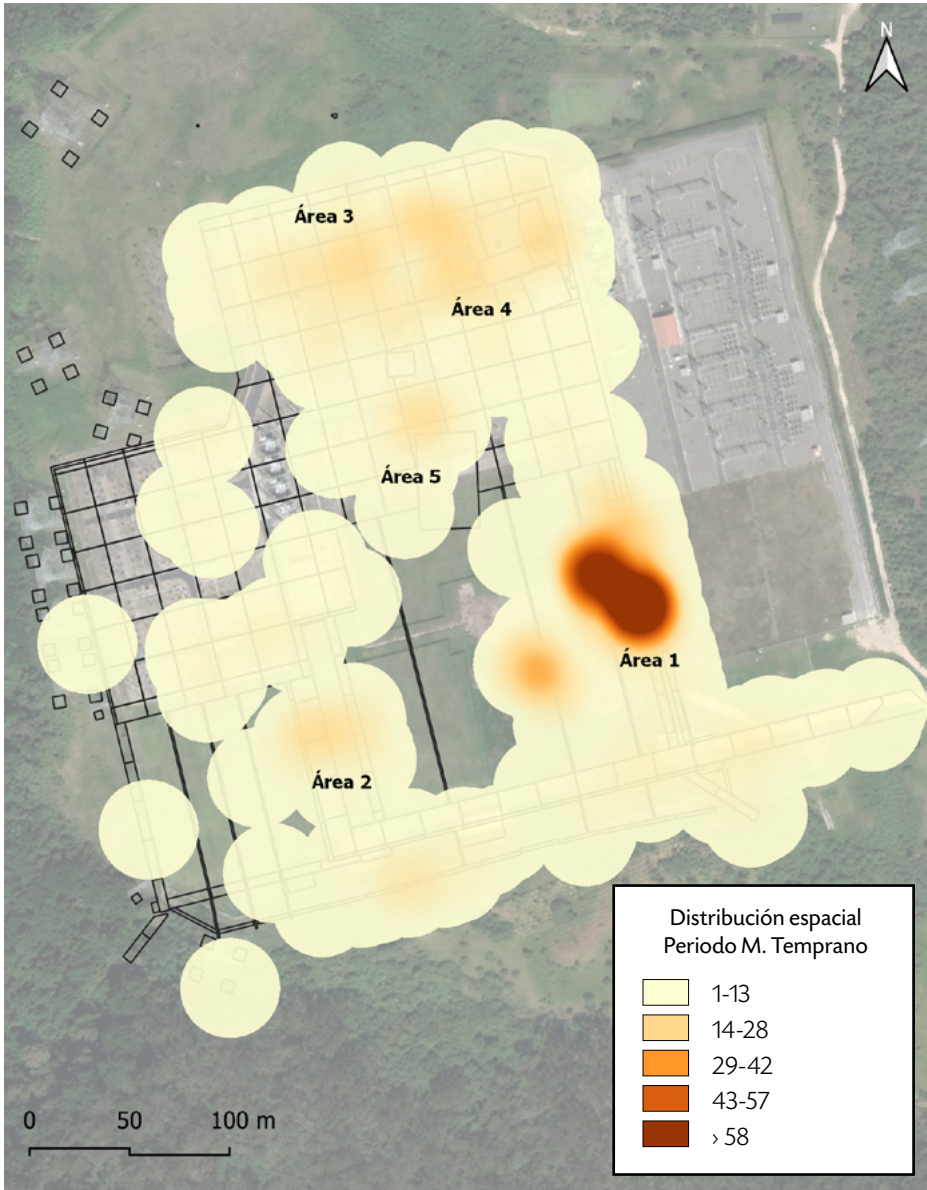 N
Área 3
Área 4
Área 5
Área 1
Área 2
Distribución espacial
Periodo M. Temprano
1-13
14-28
29-42
43-57
› 58
0 50 100 m